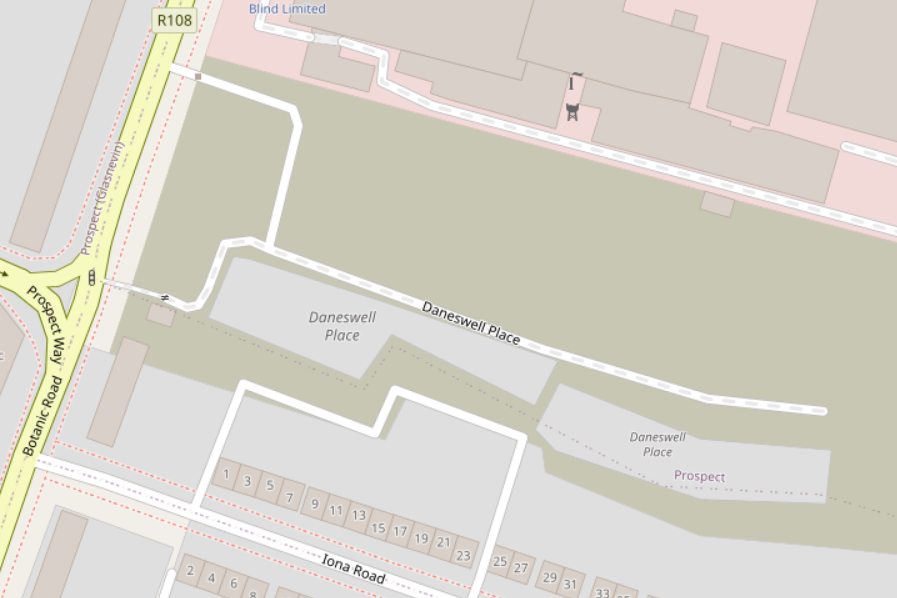 R108
Blind Limited
Prospect (Glasnevin)
Prospect Way
Botanic Road
Daneswell
Place
Daneswell Place
Daneswell
Place
Prospect
1
3
5
7
9
11
13
15
17
19
21
23
25
27
29
31
33
Iona Road
2
4
6
8
c